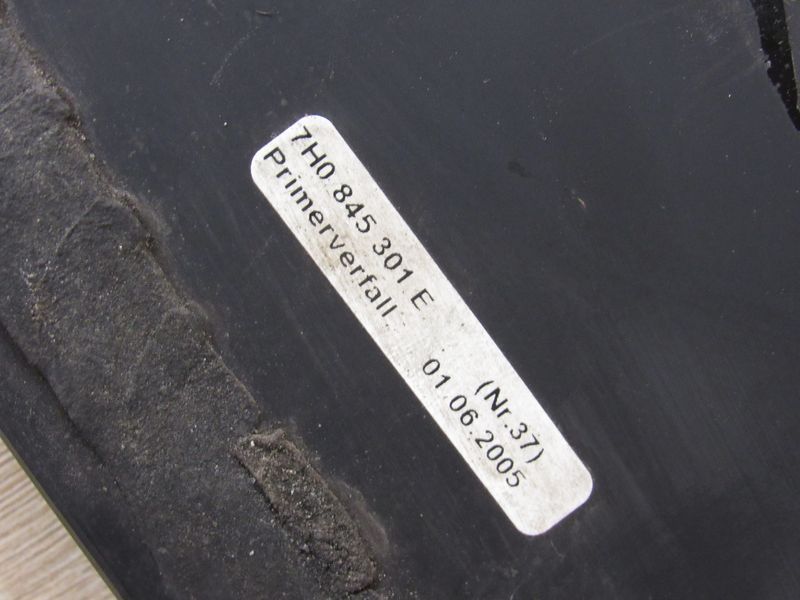 7H0 845 301 E (Nr.37)
Primerverfall 01.06.2005